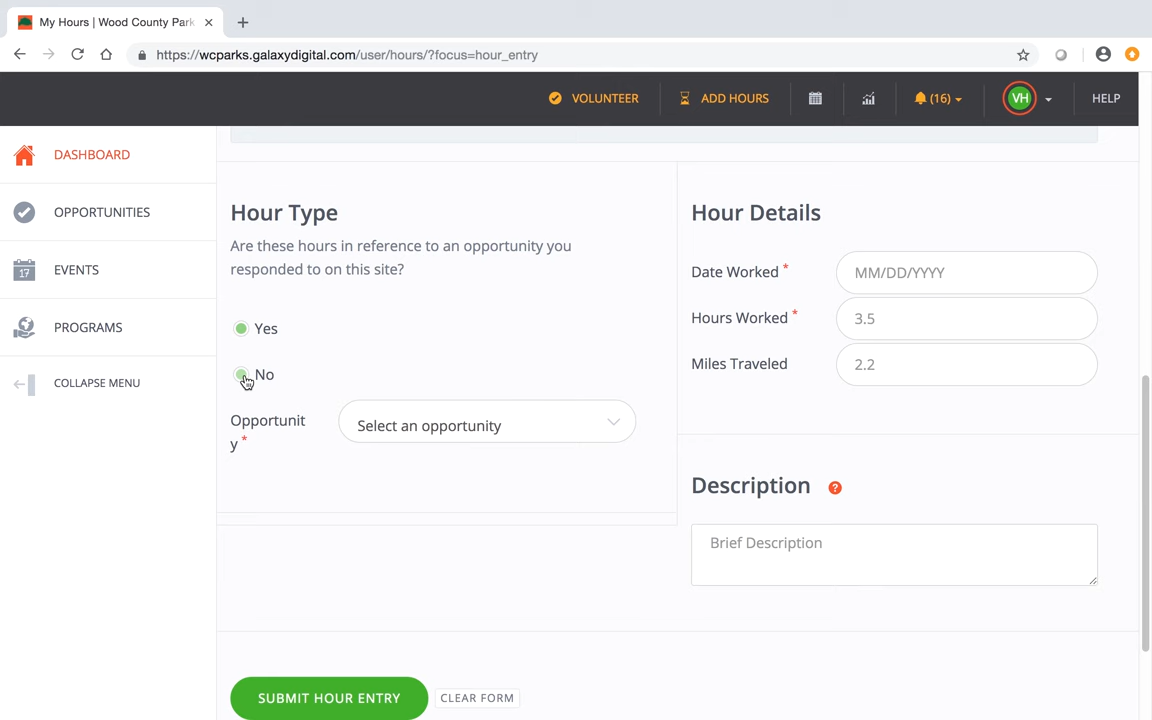 My Hours | Wood County Park
https://wcparks.galaxydigital.com/user/hours/?focus=hour_entry
VOLUNTEER
ADD HOURS
(16)
VH
HELP
DASHBOARD
OPPORTUNITIES
17
EVENTS
PROGRAMS
COLLAPSE MENU
Hour Type
Are these hours in reference to an opportunity you
responded to on this site?
Yes
No
Opportunit
y *
Select an opportunity
Hour Details
Date Worked *
MM/DD/YYYY
Hours Worked *
3.5
Miles Traveled
2.2
Description ?
Brief Description
SUBMIT HOUR ENTRY
CLEAR FORM